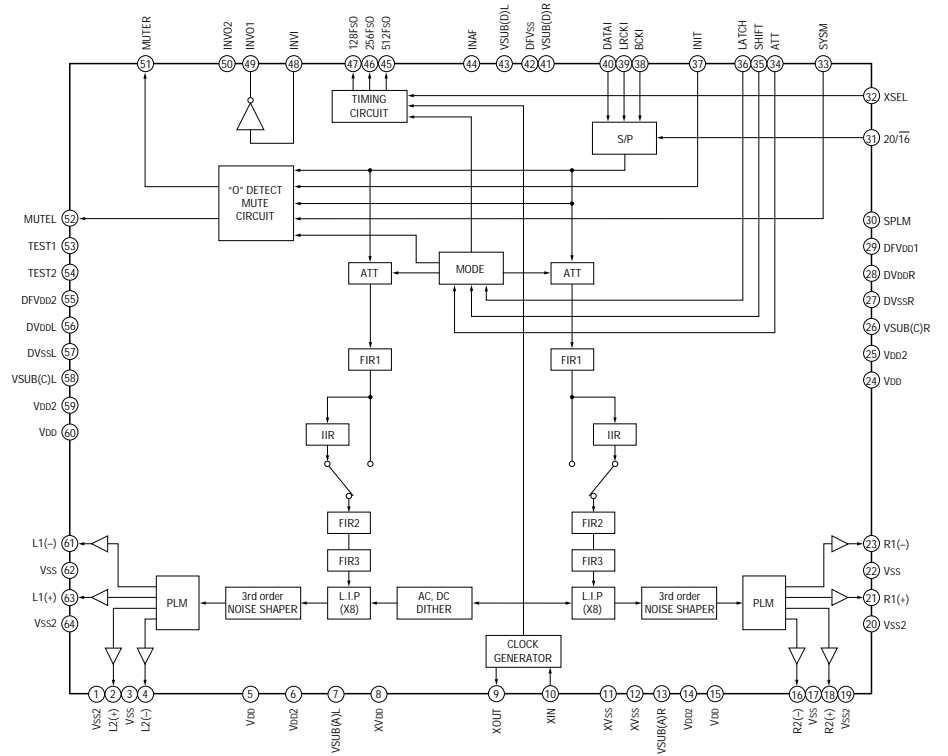 MUTER
INVO2
INVO1
INVI
128FSO
256FSO
512FSO
INAF
VSUB(D)L
DFVSS
VSUB(D)R
DATAI
LRCKI
BCKI
INIT
LATCH
SHIFT
ATT
SYSM
51
50
49
48
47
46
45
44
43
42
41
40
39
38
37
36
35
34
33
TIMING
CIRCUIT
32 XSEL
S/P
31 20/16
"O" DETECT
MUTE
CIRCUIT
MUTEL 52
30 SPLM
TEST1 53
29 DFVDD1
TEST2 54
ATT
MODE
ATT
28 DVDDR
DFVDD2 55
27 DVSSR
DVDDL 56
26 VSUB(C)R
DVSSL 57
FIR1
FIR1
25 VDD2
VSUB(C)L 58
24 VDD
VDD2 59
VDD 60
IIR
IIR
FIR2
FIR2
L1(–) 61
23 R1(–)
FIR3
FIR3
VSS 62
22 VSS
L1(+) 63
PLM
3rd order
NOISE SHAPER
L.I.P
(X8)
AC, DC
DITHER
L.I.P
(X8)
3rd order
NOISE SHAPER
PLM
21 R1(+)
VSS2 64
20 VSS2
CLOCK
GENERATOR
1
2
3
4
5
6
7
8
9
10
11
12
13
14
15
16
17
18
19
VSS2
L2(+)
VSS
L2(–)
VDD
VDD2
VSUB(A)L
XVDD
XOUT
XIN
XVSS
XVSS
VSUB(A)R
VDD2
VDD
R2(–)
VSS
R2(+)
VSS2